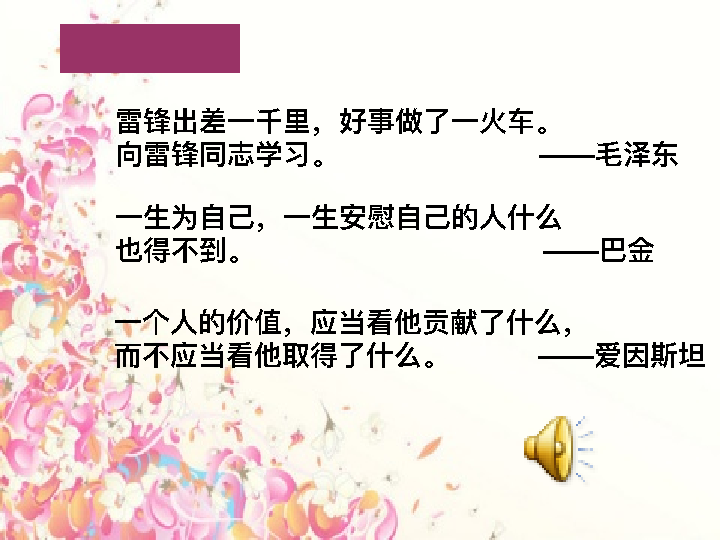 雷锋出差一千里，好事做了一火车。
向雷锋同志学习。 ——毛泽东
一生为自己，一生安慰自己的人什么
也得不到。 ——巴金
一个人的价值，应当看他贡献了什么，
而不应当看他取得了什么。 ——爱因斯坦